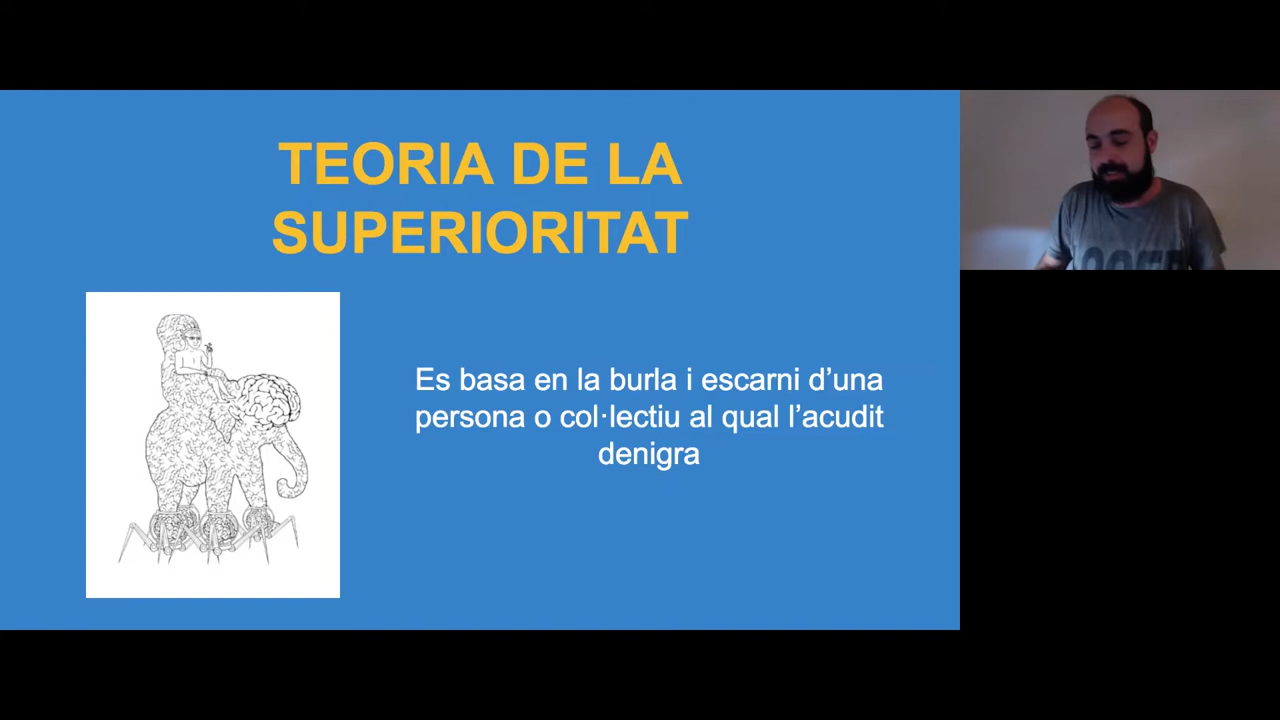 TEORIA DE LA
SUPERIORITAT
Es basa en la burla i escarni d’una
persona o col·lectiu al qual l’acudit
denigra